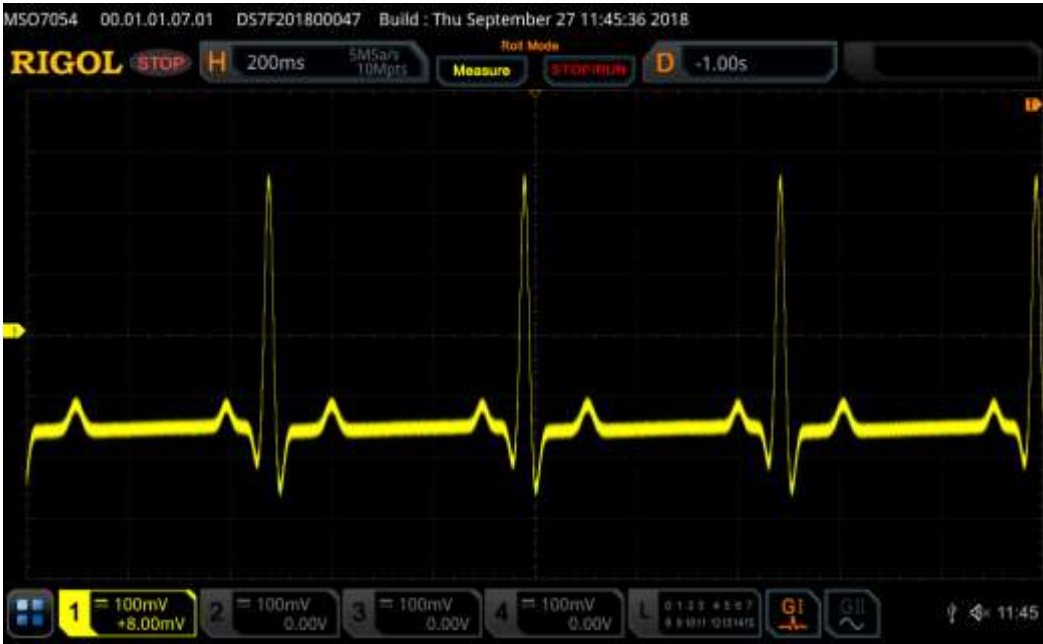 MSO7054 00.01.01.07.01 DS7F201800047 Build : Thu September 27 11:45:36 2018
RIGOL STOP H 200ms 5MSa/s 10Mpts Roll Mode Measure STOP/RUN D -1.00s
1
1 100mV +8.00mV 2 100mV 0.00V 3 100mV 0.00V 4 100mV 0.00V L 0 1 2 3 4 5 6 7 8 9 10 11 12 13 14 15 GI GII 11:45